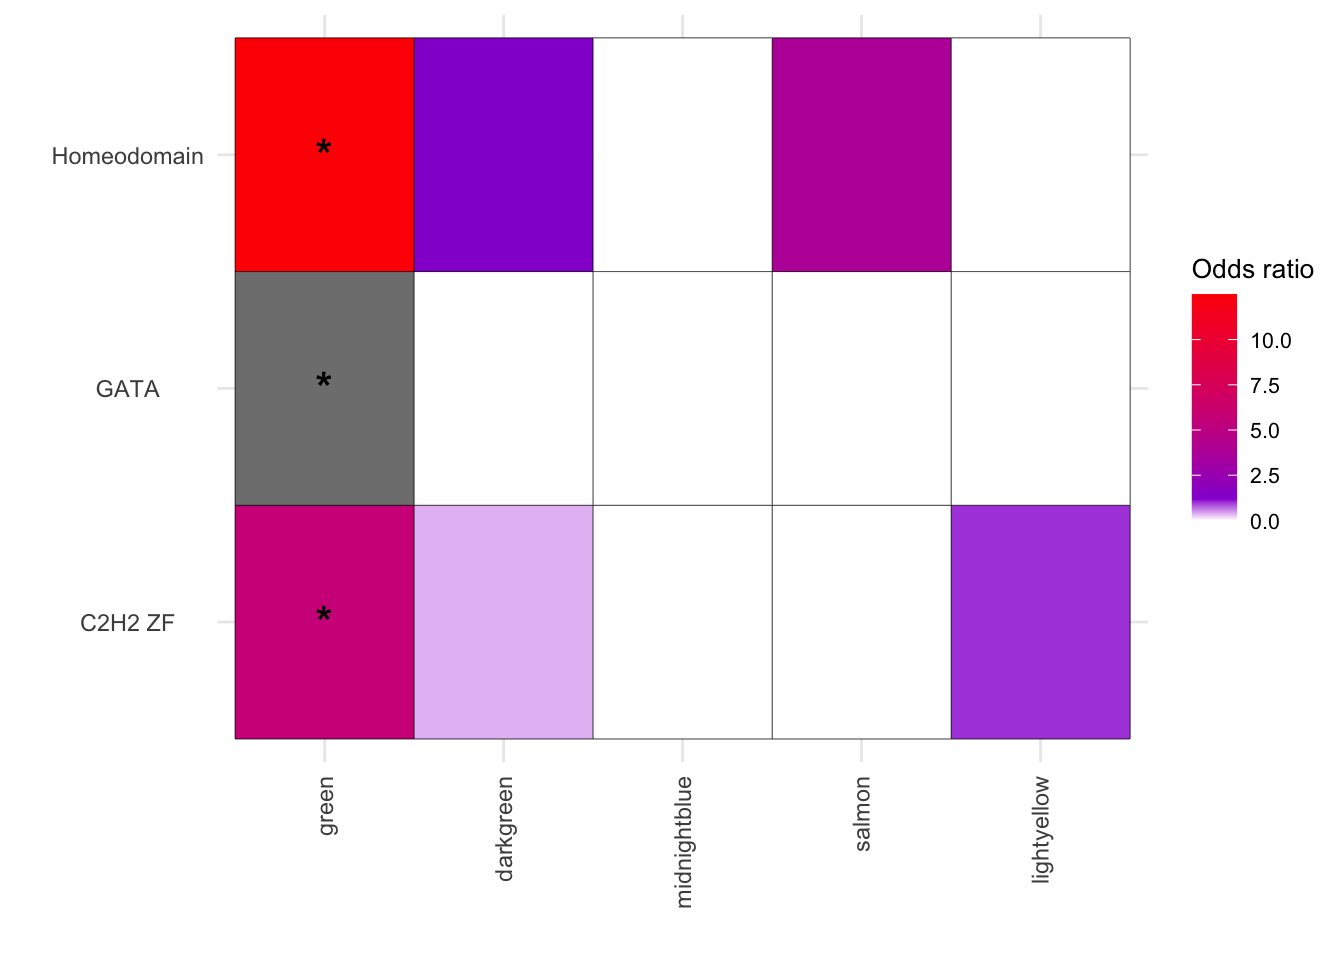 Homeodomain
*
GATA
*
C2H2 ZF
*
green
darkgreen
midnightblue
salmon
lightyellow
Odds ratio
10.0
7.5
5.0
2.5
0.0